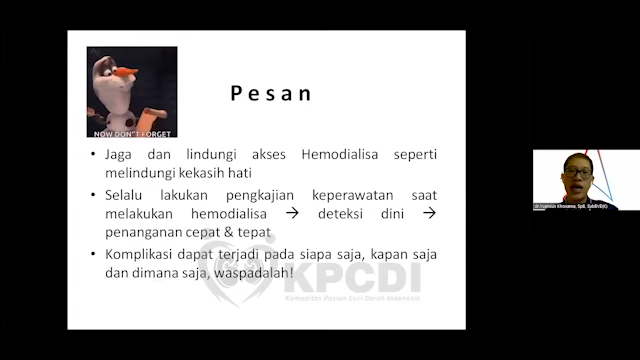 Pesan
NOW DON'T FORGET
• Jaga dan lindungi akses Hemodialisa seperti
melindungi kekasih hati
• Selalu lakukan pengkajian keperawatan saat
melakukan hemodialisa → deteksi dini →
penanganan cepat & tepat
• Komplikasi dapat terjadi pada siapa saja, kapan saja
dan dimana saja, waspadalah!
KPCDI
Komunitas Pasien Cuci Darah Indonesia